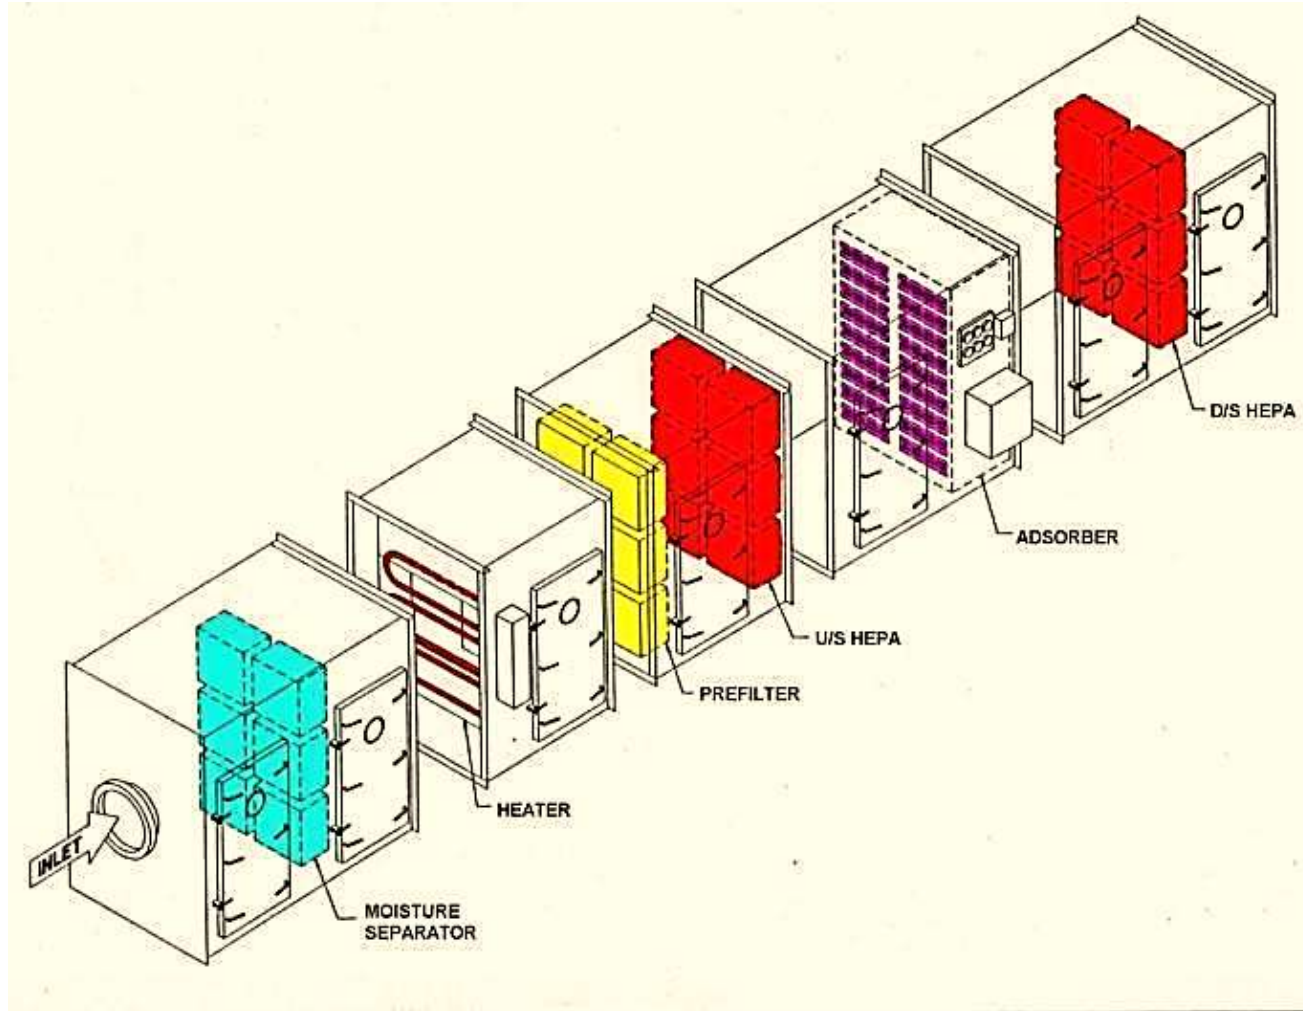 INLET
MOISTURE
SEPARATOR
HEATER
PREFILTER
U/S HEPA
ADSORBER
D/S HEPA